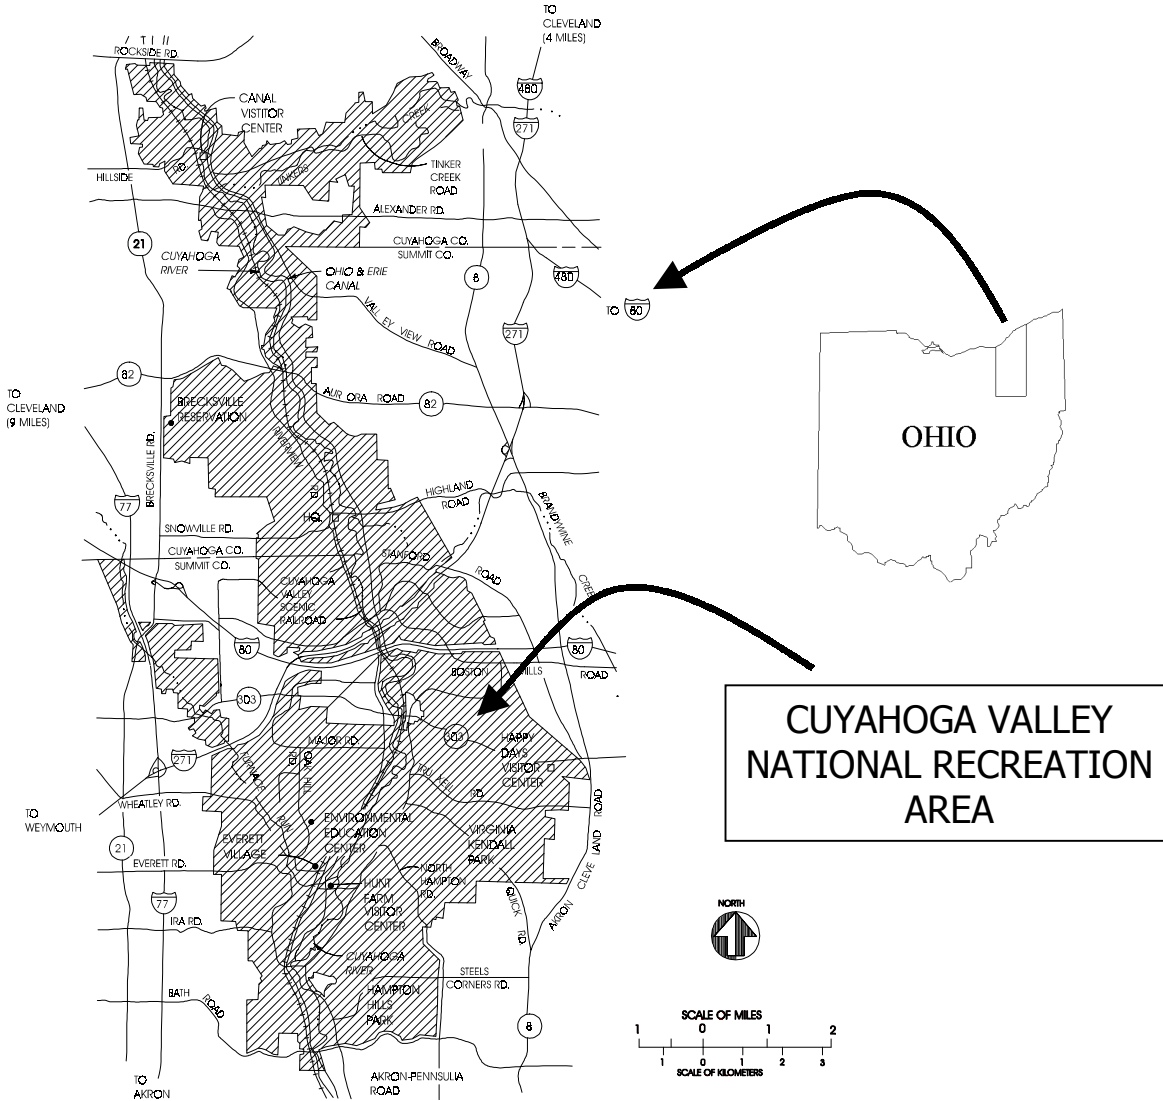 TO
CLEVELAND
(4 MILES)
ROCKSIDE RD.
BROADWAY
480
CANAL
VISTITOR
CENTER
CREEK
271
HILLSIDE
RD.
TINKERS
TINKER
CREEK
ROAD
ALEXANDER RD.
21
CUYAHOGA CO.
SUMMIT CO.
CUYAHOGA
RIVER
OHIO & ERIE
CANAL
8
480
TO 80
VALLEY VIEW ROAD
271
82
AURORA ROAD
82
TO
CLEVELAND
(9 MILES)
BRECKSVILLE
RESERVATION
OHIO
BRECKSVILLE RD.
RIVERVIEW
RD.
77
HIGHLAND
ROAD
BRANDYWINE
CREEK
HQ.
SNOWVILLE RD.
CUYAHOGA CO.
SUMMIT CO.
STANFORD
ROAD
CUYAHOGA
VALLEY
SCENIC
RAILROAD
80
80
BOSTON MILLS ROAD
303
303
CUYAHOGA VALLEY
NATIONAL RECREATION
AREA
MAJOR RD.
HAPPY
DAYS
VISITOR
CENTER
271
FURNACE
RUN
OAK HILL
RD.
TRUXELL
RD.
WHEATLEY RD.
TO
WEYMOUTH
ENVIRONMENTAL
EDUCATION
CENTER
VIRGINIA
KENDALL
PARK
AKRON CLEVELAND ROAD
21
EVERETT
VILLAGE
EVERETT RD.
NORTH
HAMPTON
RD.
HUNT
FARM
VISITOR
CENTER
QUICK RD.
77
IRA RD.
NORTH
CUYAHOGA
RIVER
STEELS
CORNERS RD.
BATH ROAD
HAMPTON
HILLS
PARK
8
SCALE OF MILES
1 0 1 2
1 0 1 2 3
SCALE OF KILOMETERS
TO
AKRON
AKRON-PENNSULIA
ROAD